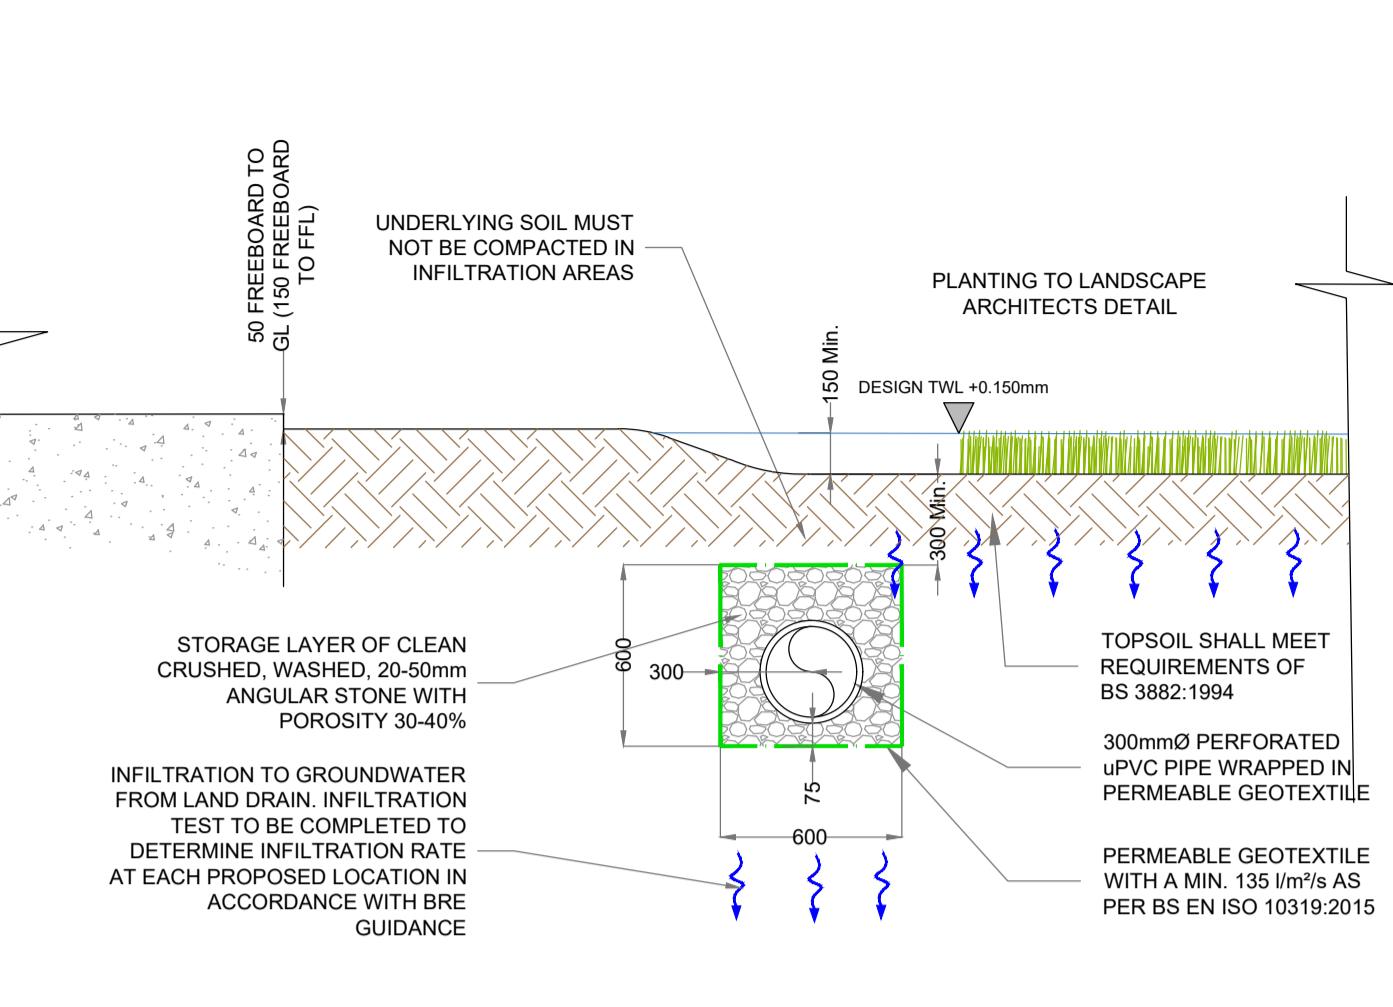 50 FREEBOARD TO
GL (150 FREEBOARD
TO FFL)
UNDERLYING SOIL MUST
NOT BE COMPACTED IN
INFILTRATION AREAS
PLANTING TO LANDSCAPE
ARCHITECTS DETAIL
150 Min.
DESIGN TWL +0.150mm
300 Min.
STORAGE LAYER OF CLEAN
CRUSHED, WASHED, 20-50mm
ANGULAR STONE WITH
POROSITY 30-40%
600
300
75
600
TOPSOIL SHALL MEET
REQUIREMENTS OF
BS 3882:1994
300mmØ PERFORATED
uPVC PIPE WRAPPED IN
PERMEABLE GEOTEXTILE
INFILTRATION TO GROUNDWATER
FROM LAND DRAIN. INFILTRATION
TEST TO BE COMPLETED TO
DETERMINE INFILTRATION RATE
AT EACH PROPOSED LOCATION IN
ACCORDANCE WITH BRE
GUIDANCE
PERMEABLE GEOTEXTILE
WITH A MIN. 135 l/m²/s AS
PER BS EN ISO 10319:2015